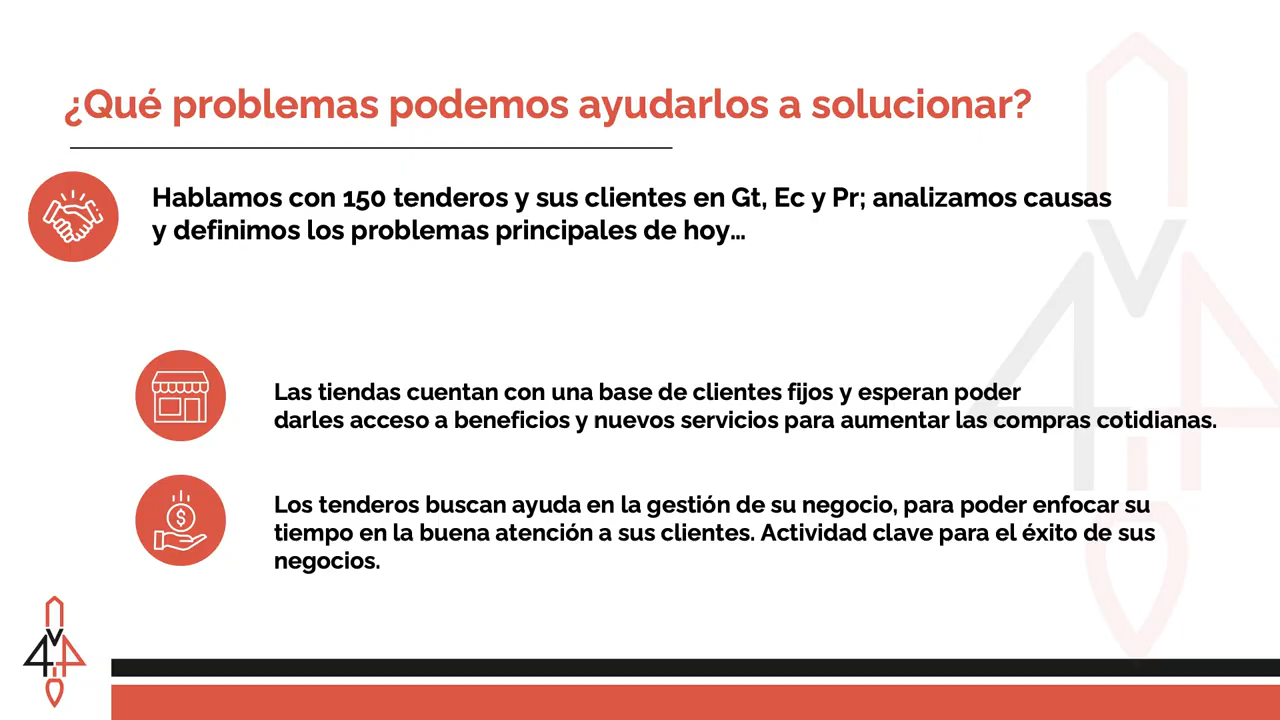 ¿Qué problemas podemos ayudarlos a solucionar?
Hablamos con 150 tenderos y sus clientes en Gt, Ec y Pr; analizamos causas
y definimos los problemas principales de hoy…
Las tiendas cuentan con una base de clientes fijos y esperan poder
darles acceso a beneficios y nuevos servicios para aumentar las compras cotidianas.
Los tenderos buscan ayuda en la gestión de su negocio, para poder enfocar su
tiempo en la buena atención a sus clientes. Actividad clave para el éxito de sus
negocios.